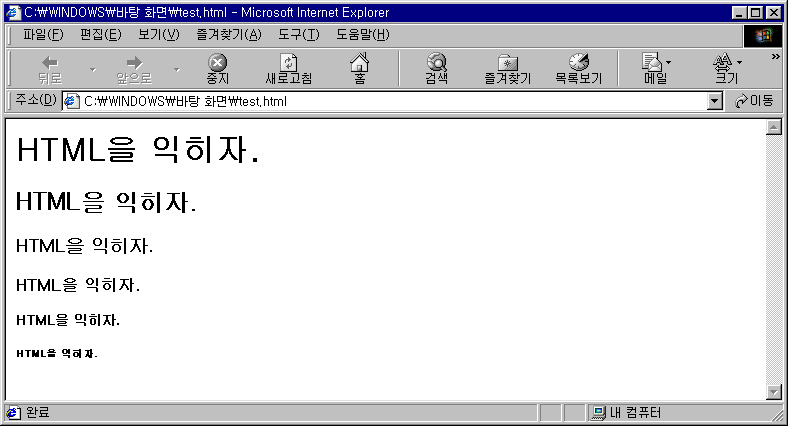 C:\WINDOWS\바탕 화면\test.html - Microsoft Internet Explorer
파일(F) 편집(E) 보기(V) 즐겨찾기(A) 도구(T) 도움말(H)
뒤로 앞으로 중지 새로고침 홈 검색 즐겨찾기 목록보기 메일 크기 »
주소(D) C:\WINDOWS\바탕 화면\test.html 이동
HTML을 익히자.
HTML을 익히자.
HTML을 익히자.
HTML을 익히자.
HTML을 익히자.
HTML을 익히자.
완료 내 컴퓨터